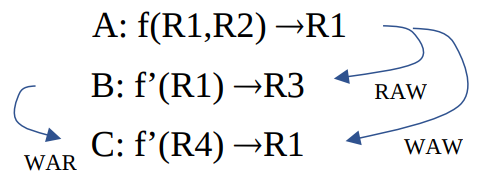 A: f(R1,R2) →R1
B: f’(R1) →R3
RAW
C: f’(R4) →R1
WAW
WAR